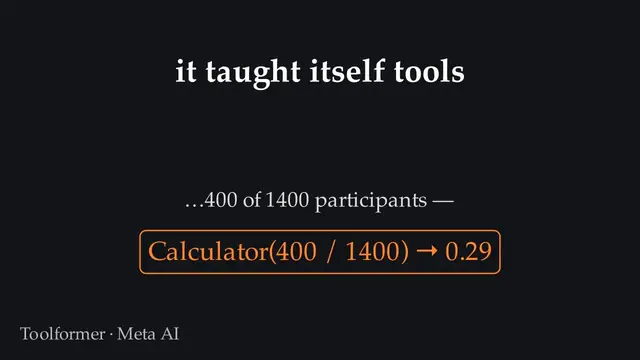 it taught itself tools
…400 of 1400 participants —
Calculator(400 / 1400) → 0.29
Toolformer · Meta AI